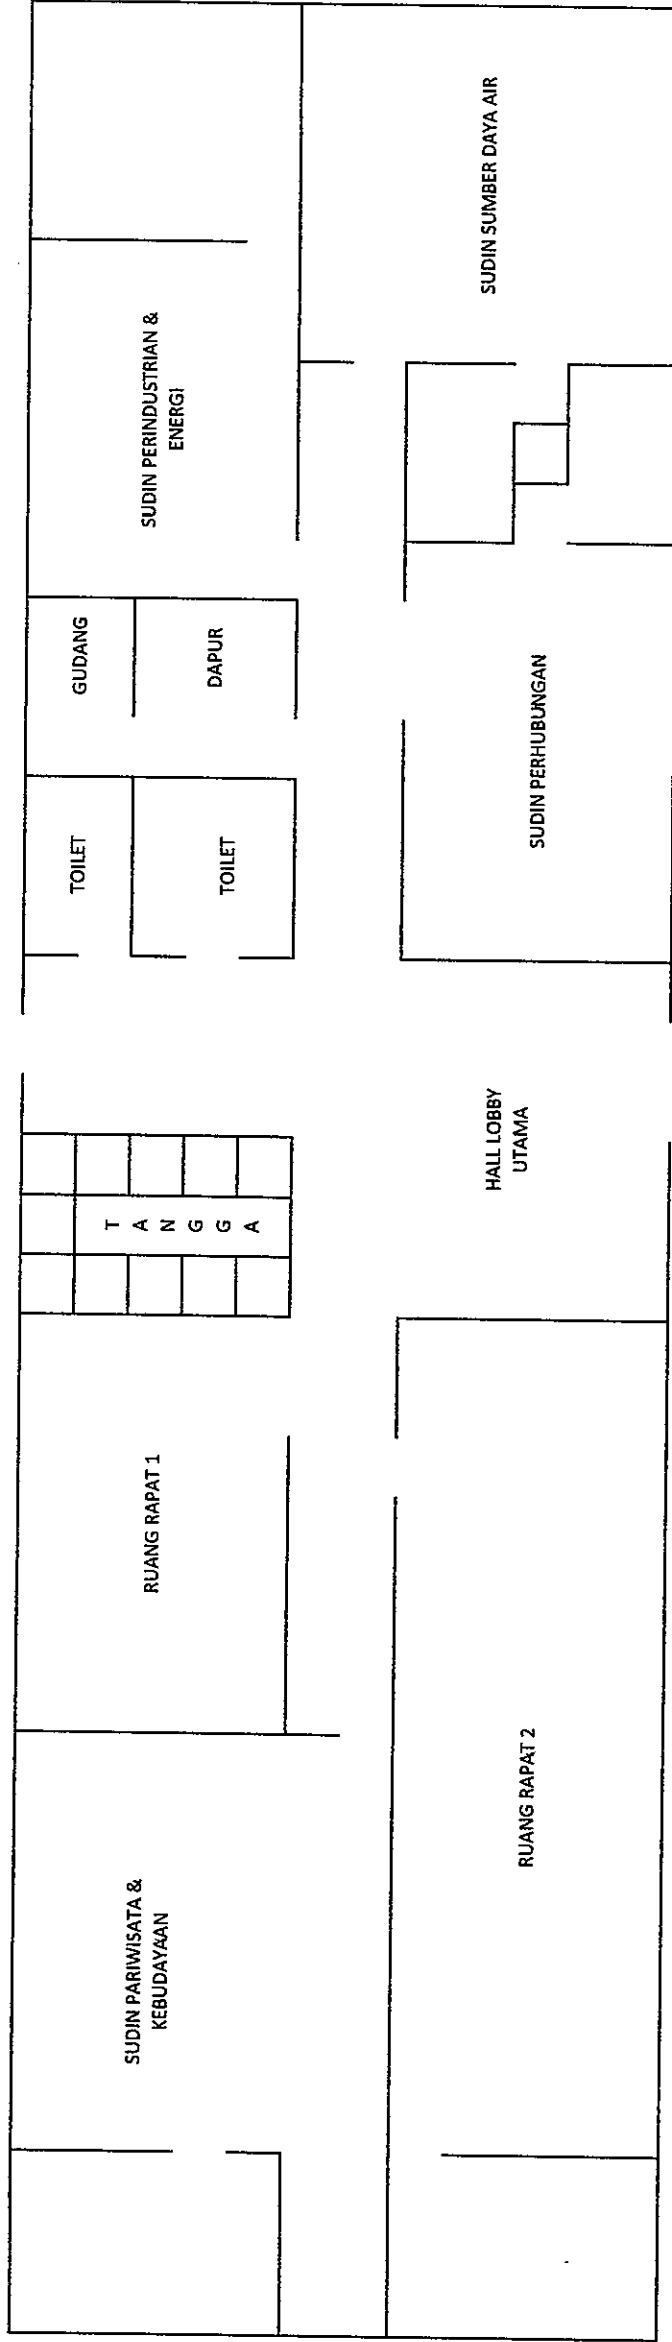 SUDIN PARIWISATA &
KEBUDAYAAN
RUANG RAPAT 1
T
A
N
G
G
A
TOILET
TOILET
GUDANG
DAPUR
SUDIN PERINDUSTRIAN &
ENERGI
RUANG RAPAT 2
HALL LOBBY
UTAMA
SUDIN PERHUBUNGAN
SUDIN SUMBER DAYA AIR